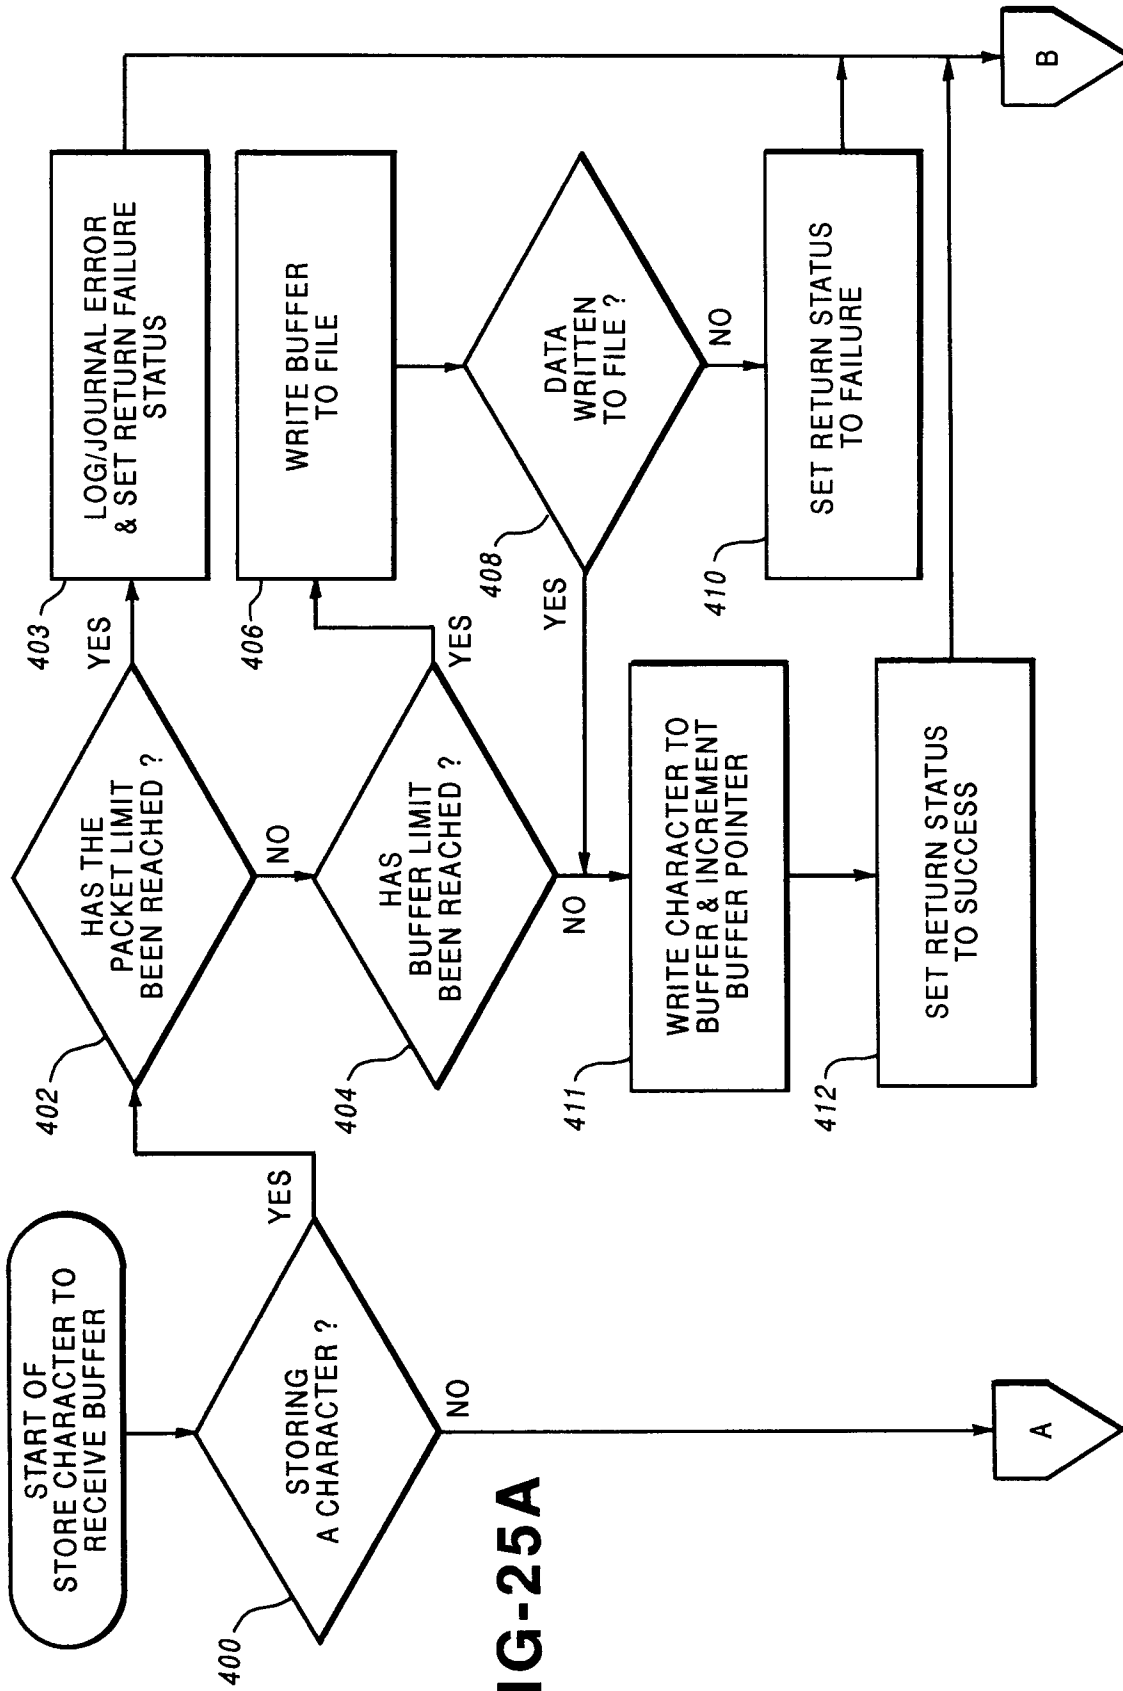 START OF
STORE CHARACTER TO
RECEIVE BUFFER
400
STORING
A CHARACTER ?
YES
NO
A
402
HAS THE
PACKET LIMIT
BEEN REACHED ?
YES
NO
403
LOG/JOURNAL ERROR
& SET RETURN FAILURE
STATUS
404
HAS
BUFFER LIMIT
BEEN REACHED ?
YES
NO
406
WRITE BUFFER
TO FILE
408
DATA
WRITTEN
TO FILE ?
YES
NO
410
SET RETURN STATUS
TO FAILURE
411
WRITE CHARACTER TO
BUFFER & INCREMENT
BUFFER POINTER
412
SET RETURN STATUS
TO SUCCESS
B
IG-25A